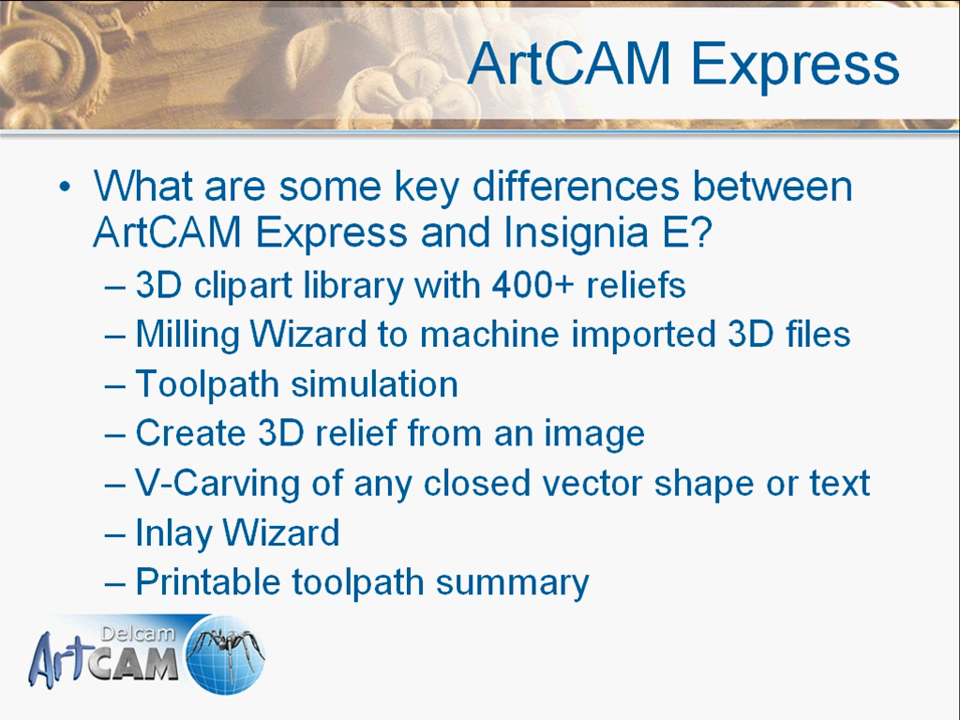 ArtCAM Express
• What are some key differences between
ArtCAM Express and Insignia E?
– 3D clipart library with 400+ reliefs
– Milling Wizard to machine imported 3D files
– Toolpath simulation
– Create 3D relief from an image
– V-Carving of any closed vector shape or text
– Inlay Wizard
– Printable toolpath summary
Delcam
ArtCAM